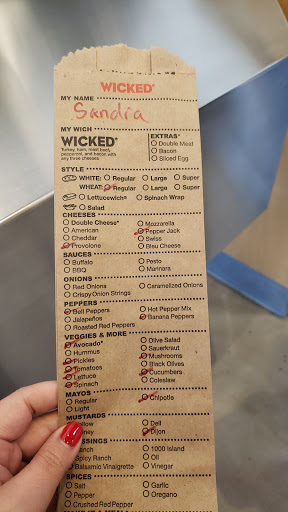 WICKED®
MY NAME
Sandra
MY WICH
WICKED®
Turkey, ham, roast beef,
pepperoni, and bacon with
any three cheeses
EXTRAS*
Double Meat
Bacon
Sliced Egg
STYLE
WHITE: Regular Large Super
WHEAT: Regular Large Super
Lettucewich® Spinach Wrap
Salad
CHEESES
Double Cheese* Mozzarella
American Pepper Jack
Cheddar Swiss
Provolone Bleu Cheese
SAUCES
Buffalo Pesto
BBQ Marinara
ONIONS
Red Onions Caramelized Onions
Crispy Onion Strings
PEPPERS
Bell Peppers Hot Pepper Mix
Jalapeños Banana Peppers
Roasted Red Peppers
VEGGIES & MORE
Avocado* Olive Salad
Hummus Sauerkraut
Pickles Mushrooms
Tomatoes Black Olives
Lettuce Cucumbers
Spinach Coleslaw
MAYOS
Regular Chipotle
Light
MUSTARDS
Deli
Dijon
SSINGS
1000 Island
Spicy Ranch Oil
Balsamic Vinaigrette Vinegar
SPICES
Salt Garlic
Pepper Oregano
Crushed Red Pepper